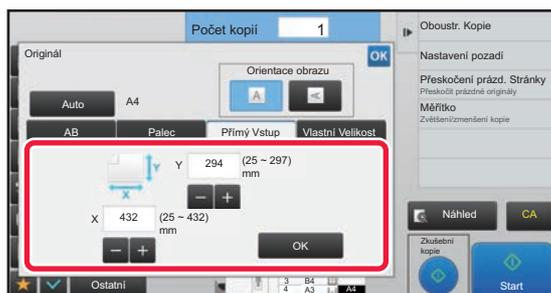 Počet kopií 1
Originál
OK
Orientace obrazu
A A
Auto A4
AB Palec Přímý Vstup Vlastní Velikost
Y
X
Y 294 (25 ~ 297)
mm
− +
X 432 (25 ~ 432)
mm
− +
OK
Ostatní
3 B4
4 A3 A4
Oboustr. Kopie
Nastavení pozadí
Přeskočení prázd. Stránky
Přeskočit prázdné originály
Měřítko
Zvětšení/zmenšení kopie
Náhled CA
Zkušební
kopie
Start